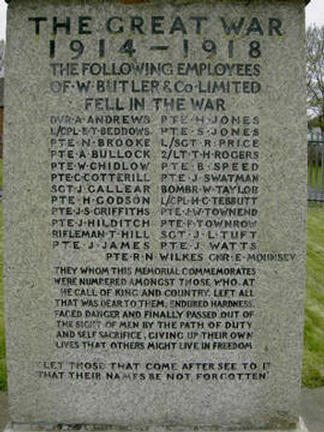 THE GREAT WAR
1914 – 1918
THE FOLLOWING EMPLOYEES
OF · W · BUTLER & Co · LIMITED
FELL IN THE WAR
DVR · A · ANDREWS PTE · H · JONES
L/CPL · E · T · BEDDOWS PTE · S · JONES
PTE · N · BROOKE L/SGT · R · PRICE
PTE · A · BULLOCK 2/LT · T · H · ROGERS
PTE · W · CHIDLOW PTE · B · SPEED
PTE · C · COTTERILL PTE · J · SWATMAN
SGT · J · GALLEAR BOMBR · W · TAYLOR
PTE · H · GODSON L/CPL · H · C · TEBBUTT
PTE · J · S · GRIFFITHS PTE · J · W · TOWNEND
PTE · J · HILDITCH PTE · F · TOWNROW
RIFLEMAN · T · HILL SGT · J · L · TUFT
PTE · J · JAMES PTE · J · WATTS
PTE · R · N · WILKES GNR · E · MOUNSEY
THEY WHOM THIS MEMORIAL COMMEMORATES
WERE NUMBERED AMONGST THOSE WHO, AT
THE CALL OF KING AND COUNTRY, LEFT ALL
THAT WAS DEAR TO THEM, ENDURED HARDNESS,
FACED DANGER AND FINALLY PASSED OUT OF
THE SIGHT OF MEN BY THE PATH OF DUTY
AND SELF SACRIFICE, GIVING UP THEIR OWN
LIVES THAT OTHERS MIGHT LIVE IN FREEDOM
LET THOSE THAT COME AFTER SEE TO IT
THAT THEIR NAMES BE NOT FORGOTTEN